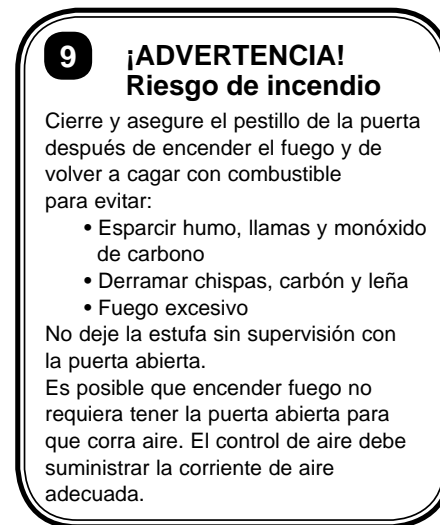 9 ¡ADVERTENCIA!
Riesgo de incendio
Cierre y asegure el pestillo de la puerta
después de encender el fuego y de
volver a cagar con combustible
para evitar:
• Esparcir humo, llamas y monóxido
de carbono
• Derramar chispas, carbón y leña
• Fuego excesivo
No deje la estufa sin supervisión con
la puerta abierta.
Es posible que encender fuego no
requiera tener la puerta abierta para
que corra aire. El control de aire debe
suministrar la corriente de aire
adecuada.